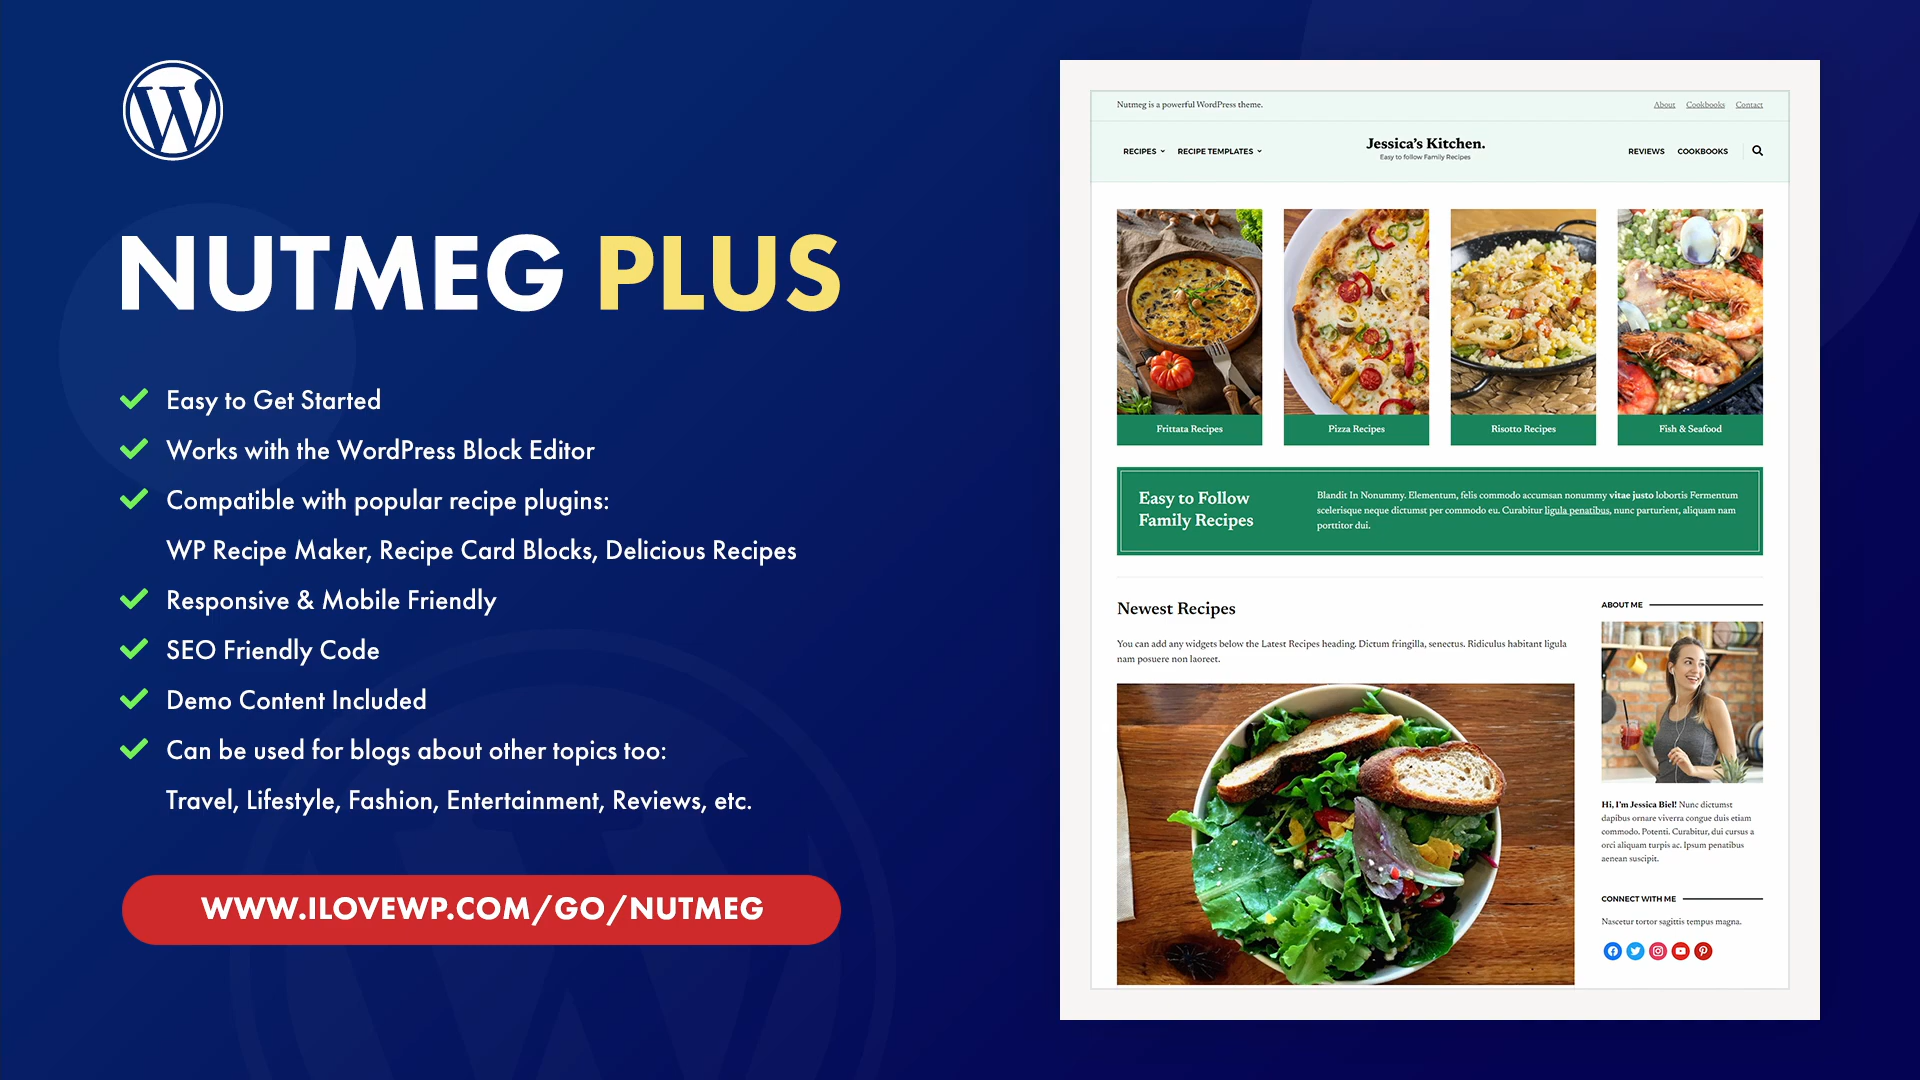 NUTMEG PLUS
Easy to Get Started
Works with the WordPress Block Editor
Compatible with popular recipe plugins:
WP Recipe Maker, Recipe Card Blocks, Delicious Recipes
Responsive & Mobile Friendly
SEO Friendly Code
Demo Content Included
Can be used for blogs about other topics too:
Travel, Lifestyle, Fashion, Entertainment, Reviews, etc.
WWW.ILOVEWP.COM/GO/NUTMEG
Nutmeg is a powerful WordPress theme.
About Cookbooks Contact
RECIPES RECIPE TEMPLATES
Jessica's Kitchen.
Easy to follow Family Recipes
REVIEWS COOKBOOKS
Frittata Recipes
Pizza Recipes
Risotto Recipes
Fish & Seafood
Easy to Follow
Family Recipes
Blandit In Nonummy. Elementum, felis commodo accumsan nonummy vitae justo lobortis Fermentum
scelerisque neque dictumst per commodo eu. Curabitur ligula penatibus, nunc parturient, aliquam nam
porttitor dui.
Newest Recipes
You can add any widgets below the Latest Recipes heading. Dictum fringilla, senectus. Ridiculus habitant ligula
nam posuere non laoreet.
ABOUT ME
Hi, I'm Jessica Biel! Nunc dictumst
dapibus ornare viverra congue duis etiam
commodo. Potenti. Curabitur, dui cursus a
orci aliquam turpis ac. Ipsum penatibus
aenean suscipit.
CONNECT WITH ME
Nascetur tortor sagittis tempus magna.